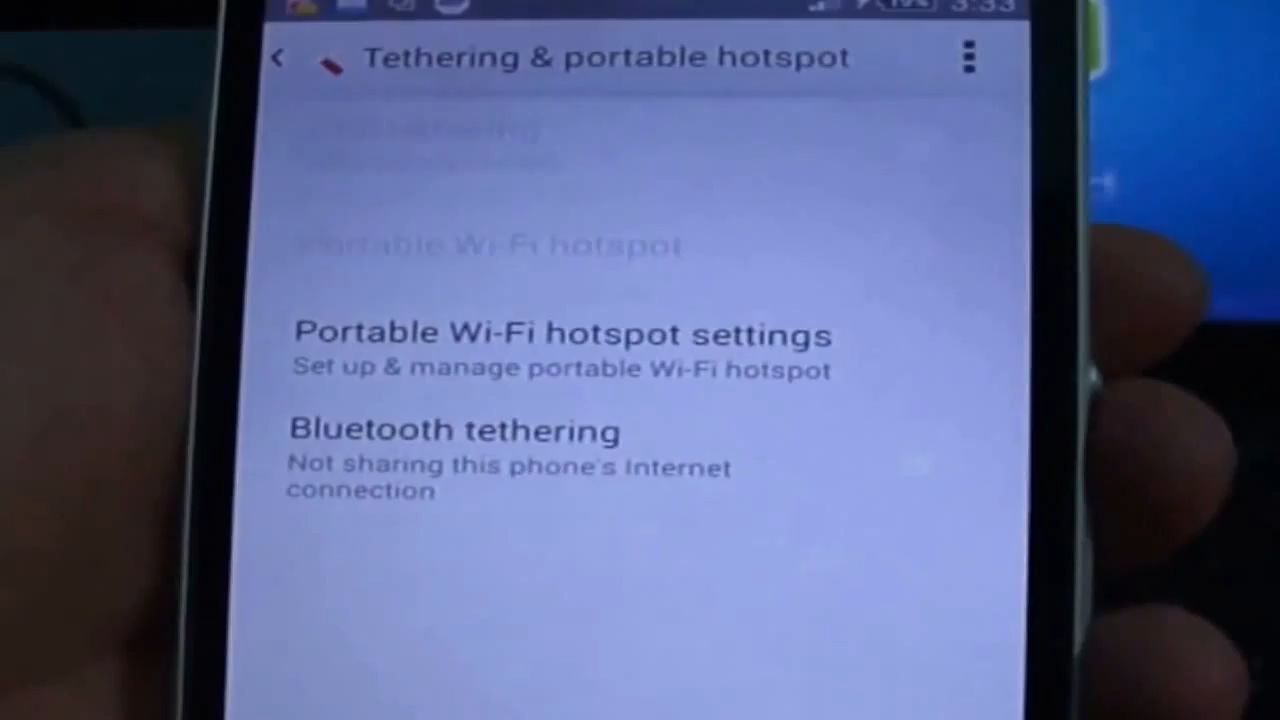 3:33
Tethering & portable hotspot
tethering
Portable Wi-Fi hotspot
Portable Wi-Fi hotspot settings
Set up & manage portable Wi-Fi hotspot
Bluetooth tethering
Not sharing this phone's Internet
connection